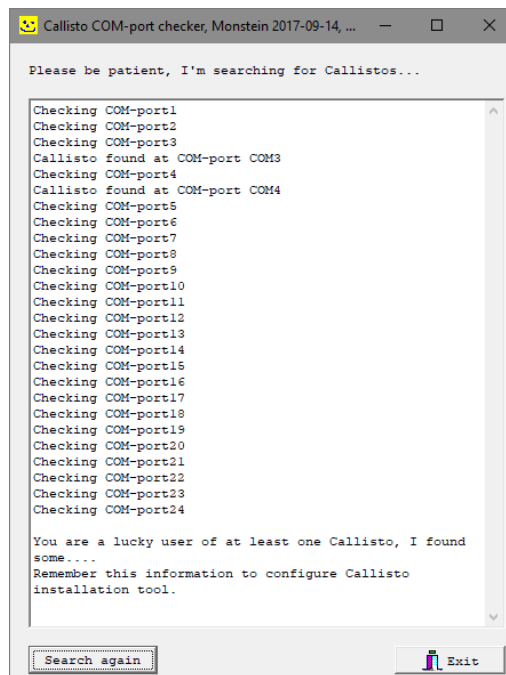 Callisto COM-port checker, Monstein 2017-09-14, ...
Please be patient, I'm searching for Callistos...
Checking COM-port1
Checking COM-port2
Checking COM-port3
Callisto found at COM-port COM3
Checking COM-port4
Callisto found at COM-port COM4
Checking COM-port5
Checking COM-port6
Checking COM-port7
Checking COM-port8
Checking COM-port9
Checking COM-port10
Checking COM-port11
Checking COM-port12
Checking COM-port13
Checking COM-port14
Checking COM-port15
Checking COM-port16
Checking COM-port17
Checking COM-port18
Checking COM-port19
Checking COM-port20
Checking COM-port21
Checking COM-port22
Checking COM-port23
Checking COM-port24
You are a lucky user of at least one Callisto, I found
some....
Remember this information to configure Callisto
installation tool.
Search again
Exit